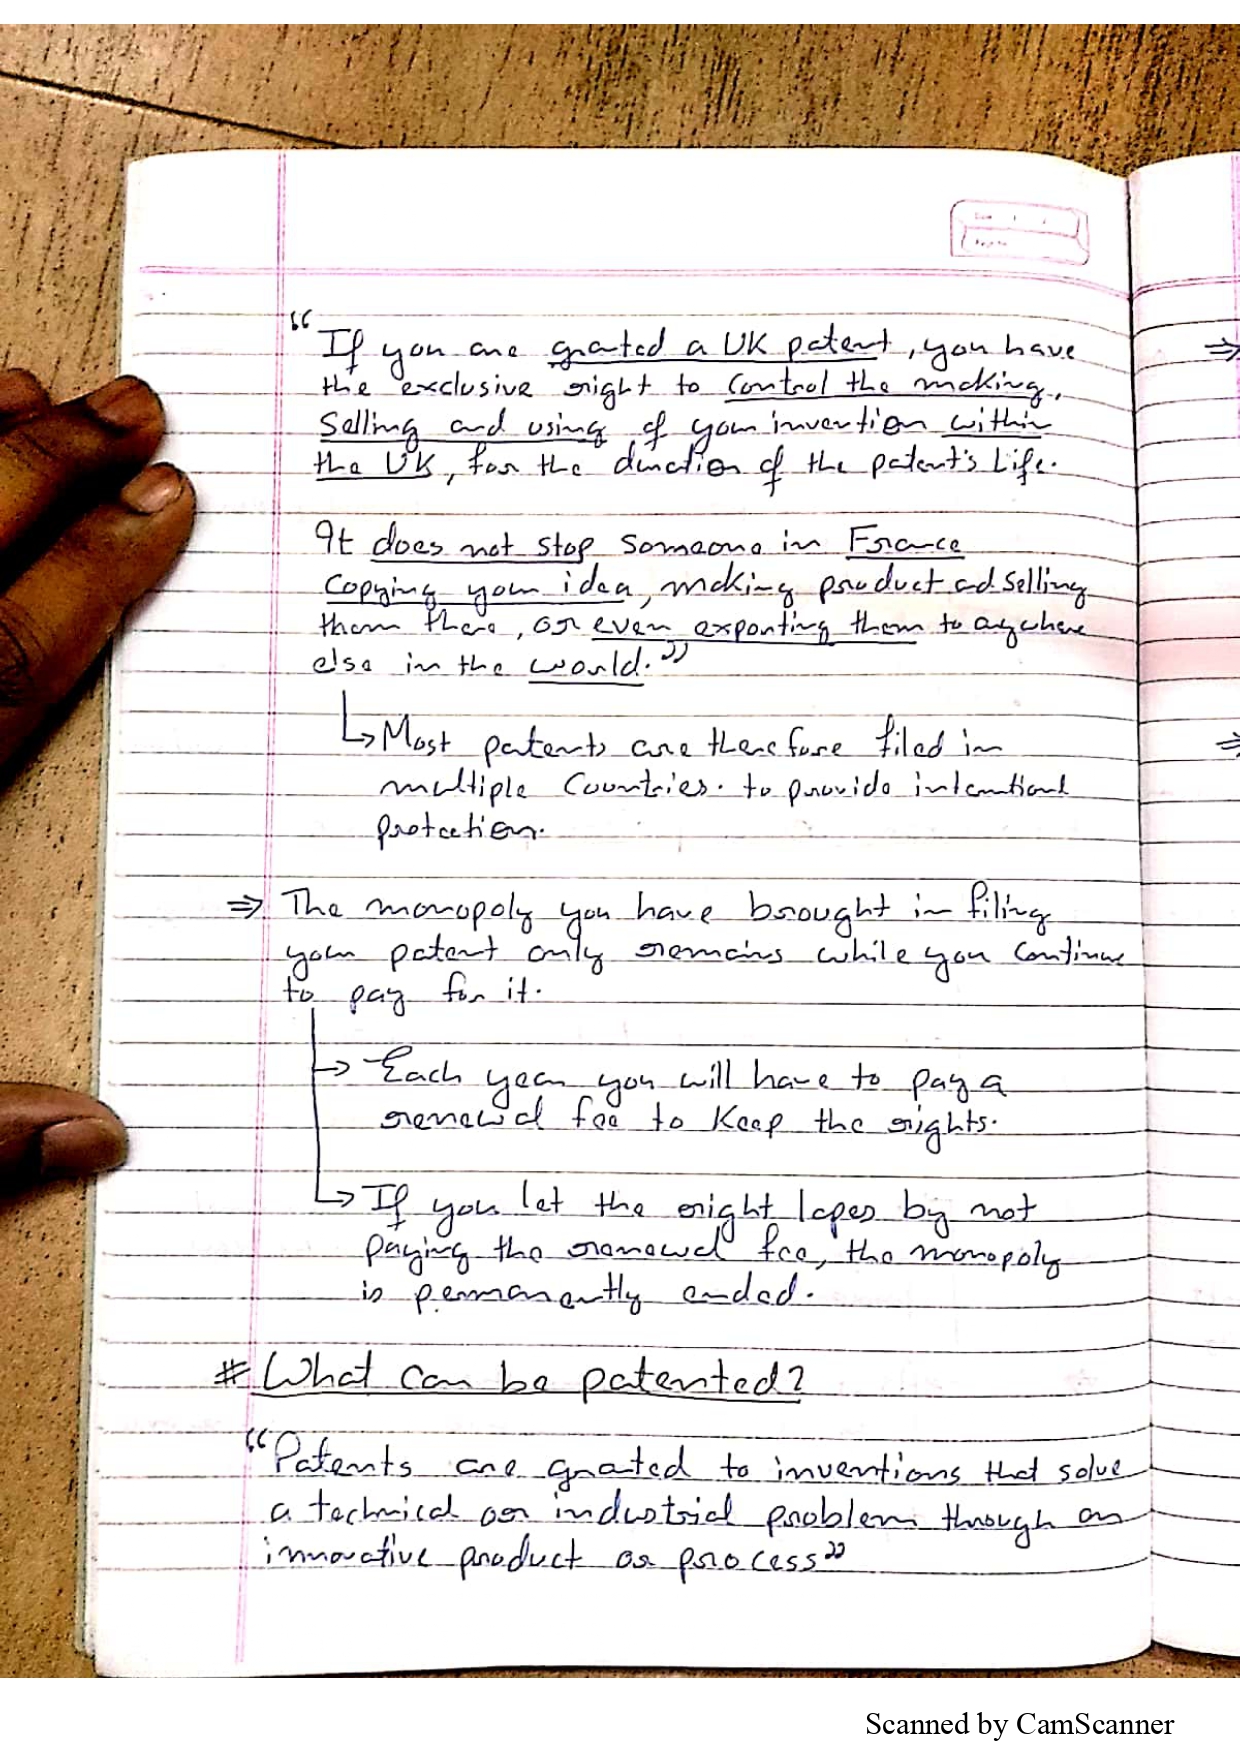 “If you are granted a UK patent, you have
the exclusive right to control the making,
Selling and using of your invention within
the UK, for the duration of the patent's Life.
It does not stop someone in France
Copying your idea, making product and selling
them there, or even exporting them to anywhere
else in the world.”
↳ Most patents are therefore filed in
multiple Countries. to provide
protection.
⇒ The monopoly you have brought in filing
your patent only remains while you continue
to pay for it.
→ Each year you will have to pay a
renewal fee to keep the rights.
↳ If you let the right lapes by not
paying the renewal fee, the monopoly
is permanently ended.
# What can be patented?
“Patents are granted to inventions that solve
a technical or industrial problem through an
innovative product or process”
Scanned by CamScanner